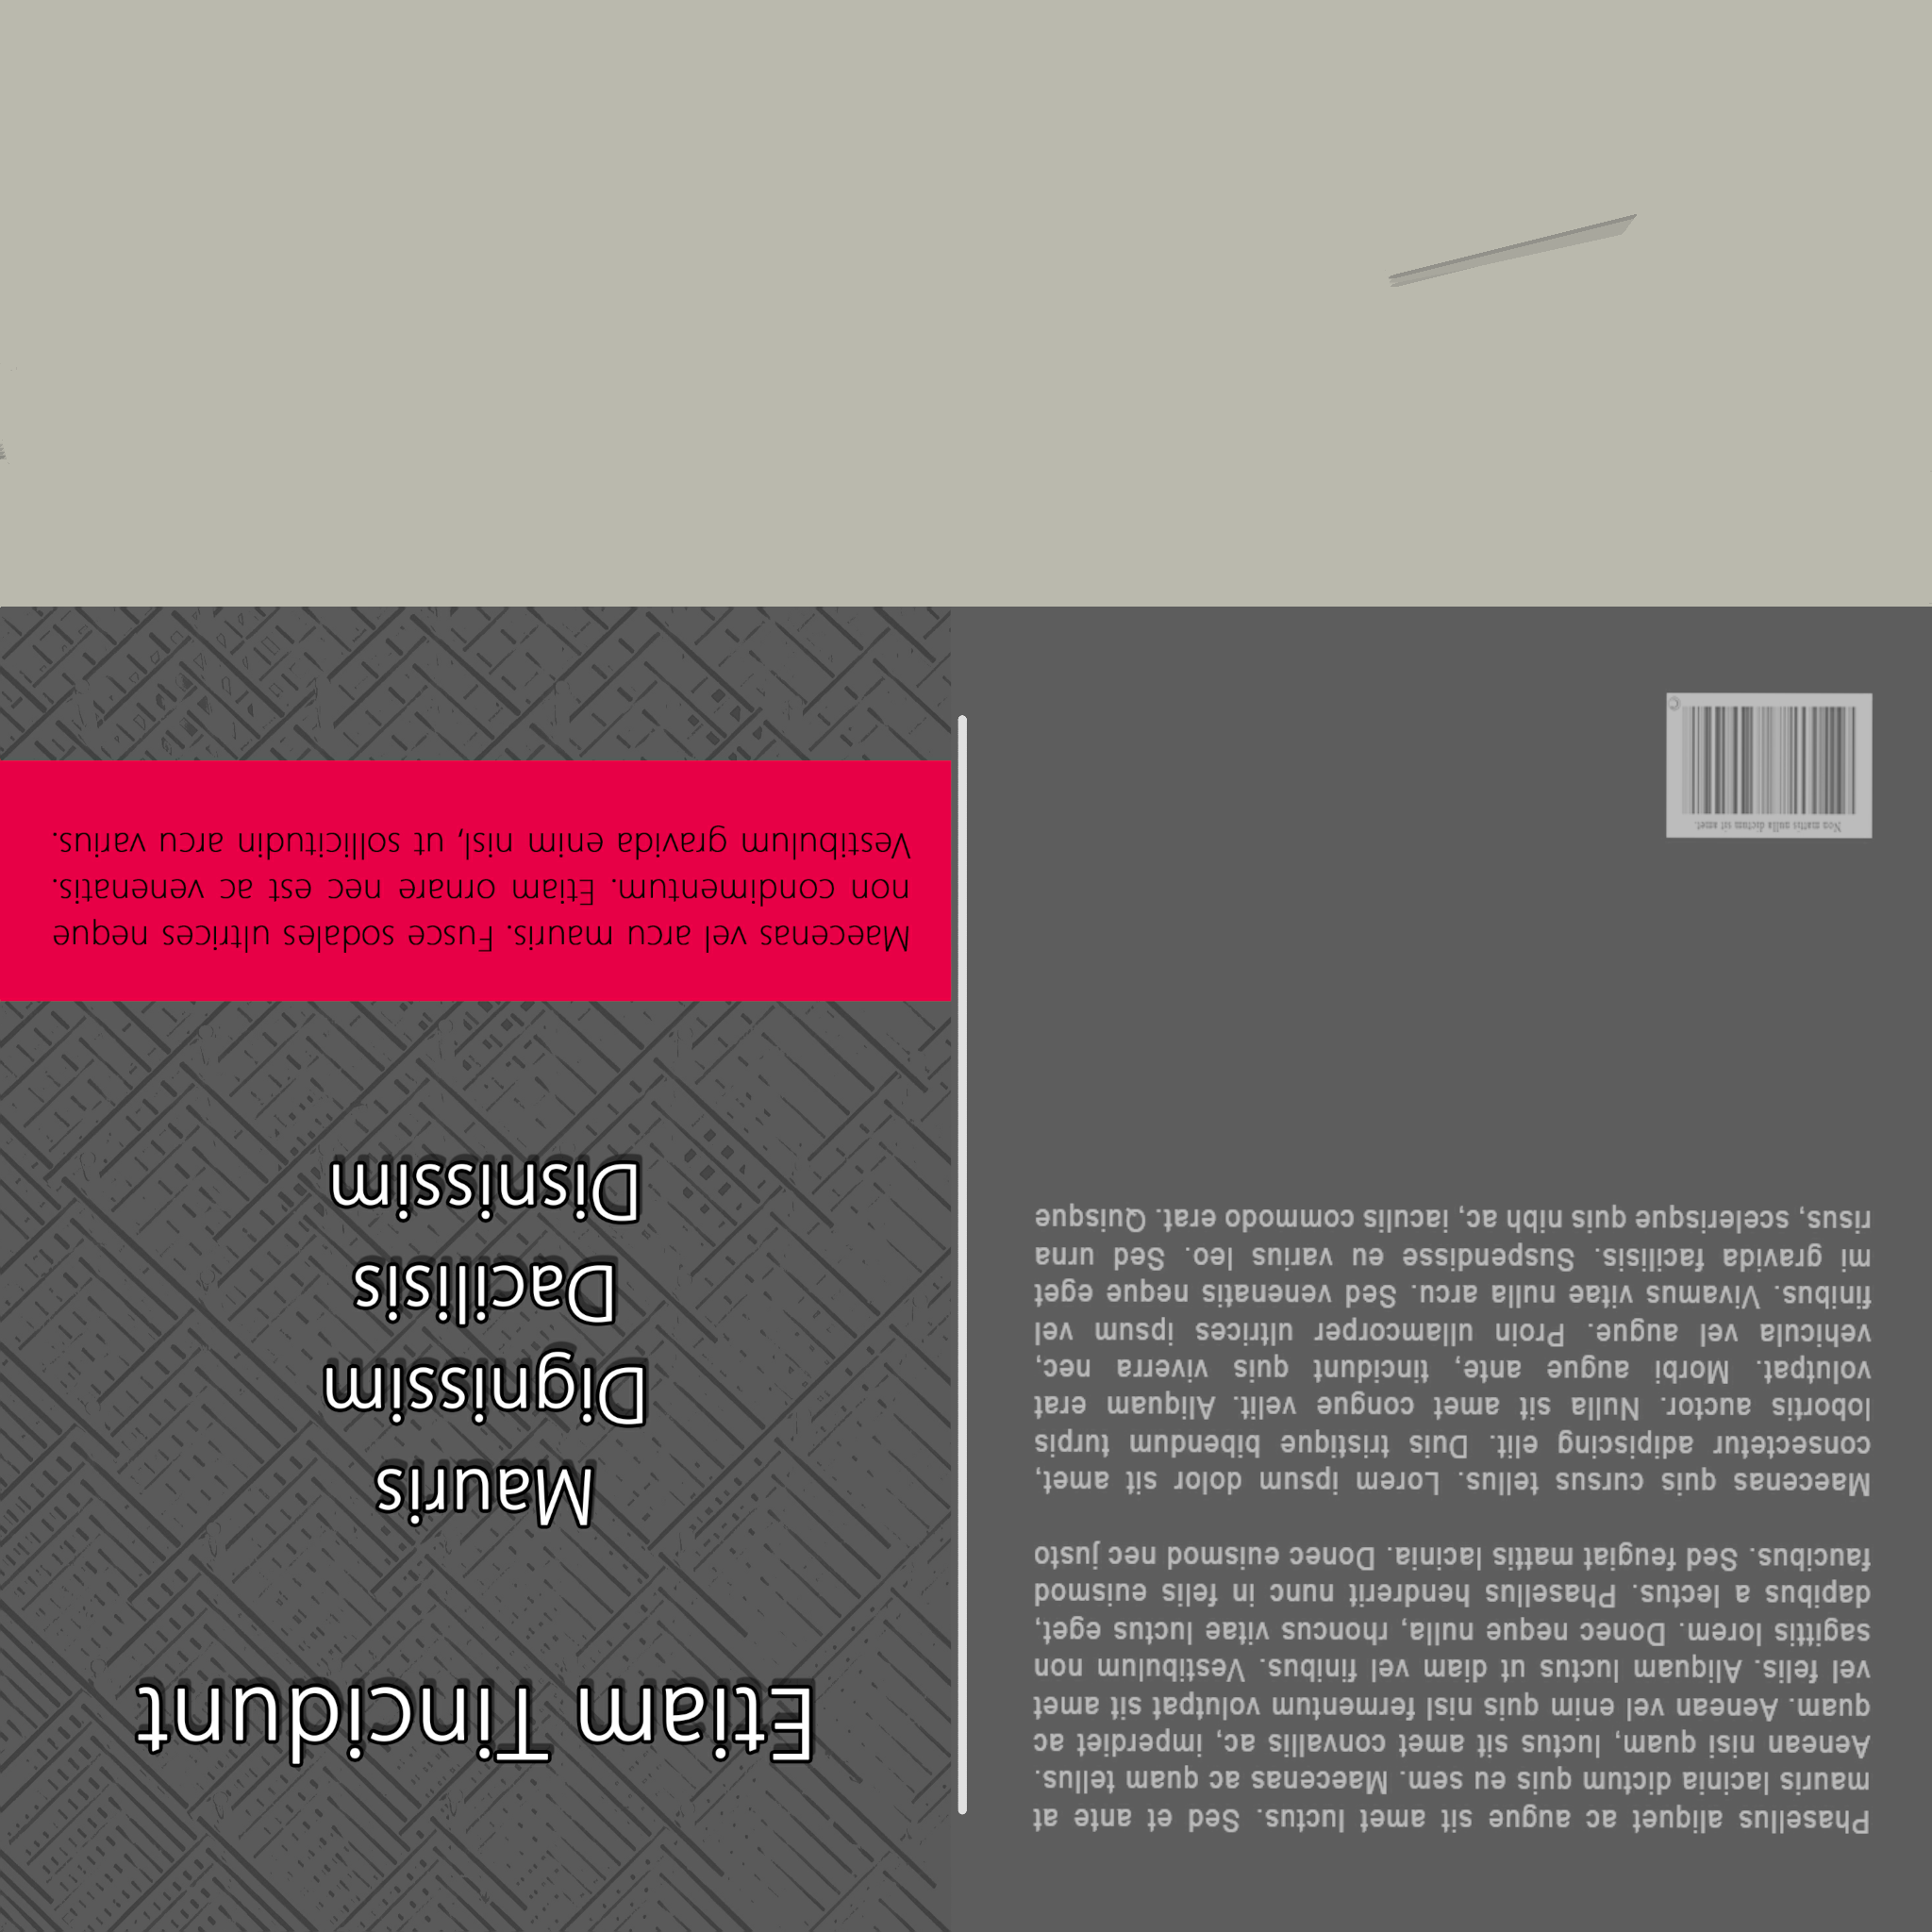 Phasellus aliquet ac augue sit amet luctus. Sed et ante at
mauris lacinia dictum quis eu sem. Maecenas ac quam tellus.
Aenean nisi quam, luctus sit amet convallis ac, imperdiet ac
quam. Aenean vel enim quis nisl fermentum volutpat sit amet
vel felis. Aliquam luctus ut diam vel finibus. Vestibulum non
sagittis lorem. Donec neque nulla, rhoncus vitae luctus eget,
dapibus a lectus. Phasellus hendrerit nunc in felis euismod
faucibus. Sed feugiat mattis lacinia. Donec euismod nec justo
Maecenas quis cursus tellus. Lorem ipsum dolor sit amet,
consectetur adipiscing elit. Duis tristique bibendum turpis
lobortis auctor. Nulla sit amet congue velit. Aliquam erat
volutpat. Morbi augue ante, tincidunt quis viverra nec,
vehicula vel augue. Proin ullamcorper ultrices ipsum vel
finibus. Vivamus vitae nulla arcu. Sed venenatis neque eget
mi gravida facilisis. Suspendisse eu varius leo. Sed urna
risus, scelerisque quis nibh ac, iaculis commodo erat. Quisque
Non mattis nulla dictum sit amet.
Etiam Tincidunt
Mauris
Dignissim
Dacilisis
Disnissim
Maecenas vel arcu mauris. Fusce sodales ultrices neque
non condimentum. Etiam ornare nec est ac venenatis.
Vestibulum gravida enim nisl, ut sollicitudin arcu varius.